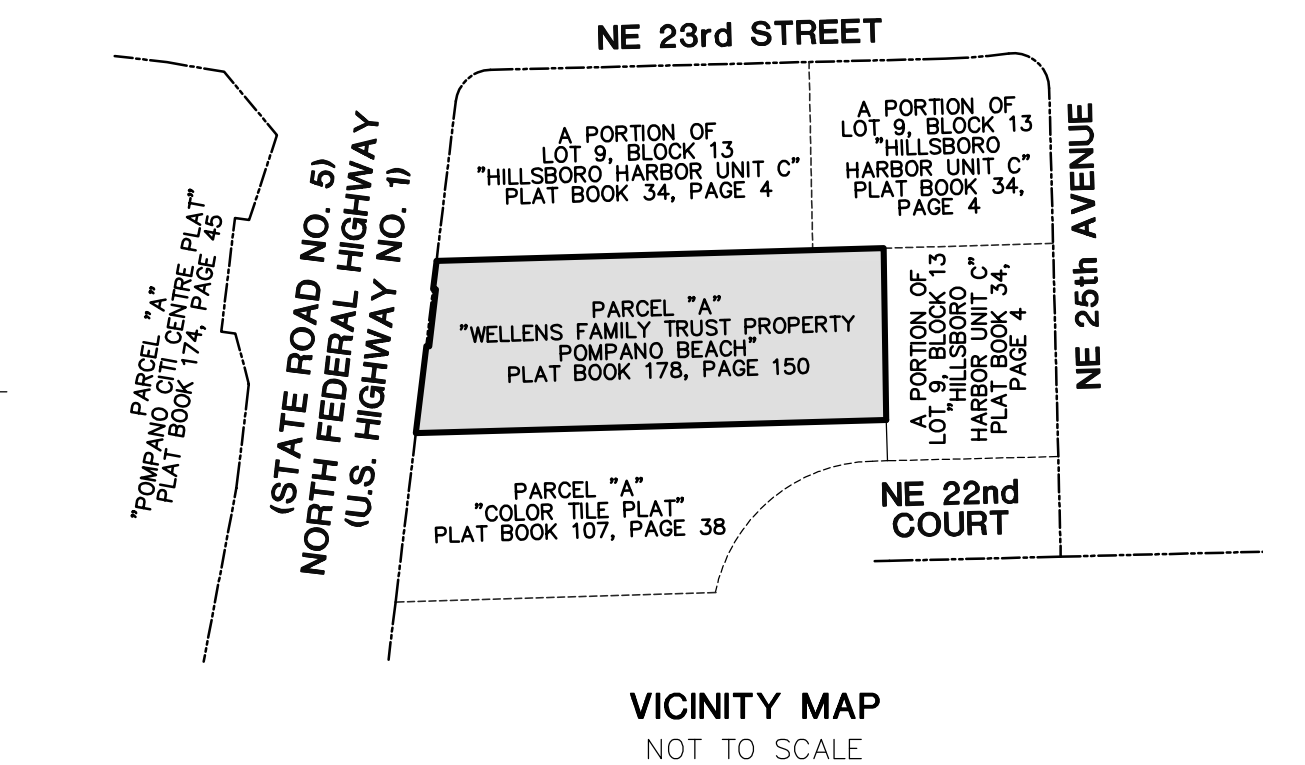 NE 23rd STREET
A PORTION OF
LOT 9, BLOCK 13
"HILLSBORO HARBOR UNIT C"
PLAT BOOK 34, PAGE 4
A PORTION OF
LOT 9, BLOCK 13
"HILLSBORO
HARBOR UNIT C"
PLAT BOOK 34,
PAGE 4
NE 25th AVENUE
PARCEL "A"
"POMPANO CITI CENTRE PLAT"
PLAT BOOK 174, PAGE 45
(STATE ROAD NO. 5)
NORTH FEDERAL HIGHWAY
(U.S. HIGHWAY NO. 1)
PARCEL "A"
"WELLENS FAMILY TRUST PROPERTY
POMPANO BEACH"
PLAT BOOK 178, PAGE 150
A PORTION OF
LOT 9, BLOCK 13
"HILLSBORO
HARBOR UNIT C"
PLAT BOOK 34,
PAGE 4
PARCEL "A"
"COLOR TILE PLAT"
PLAT BOOK 107, PAGE 38
NE 22nd
COURT
VICINITY MAP
NOT TO SCALE